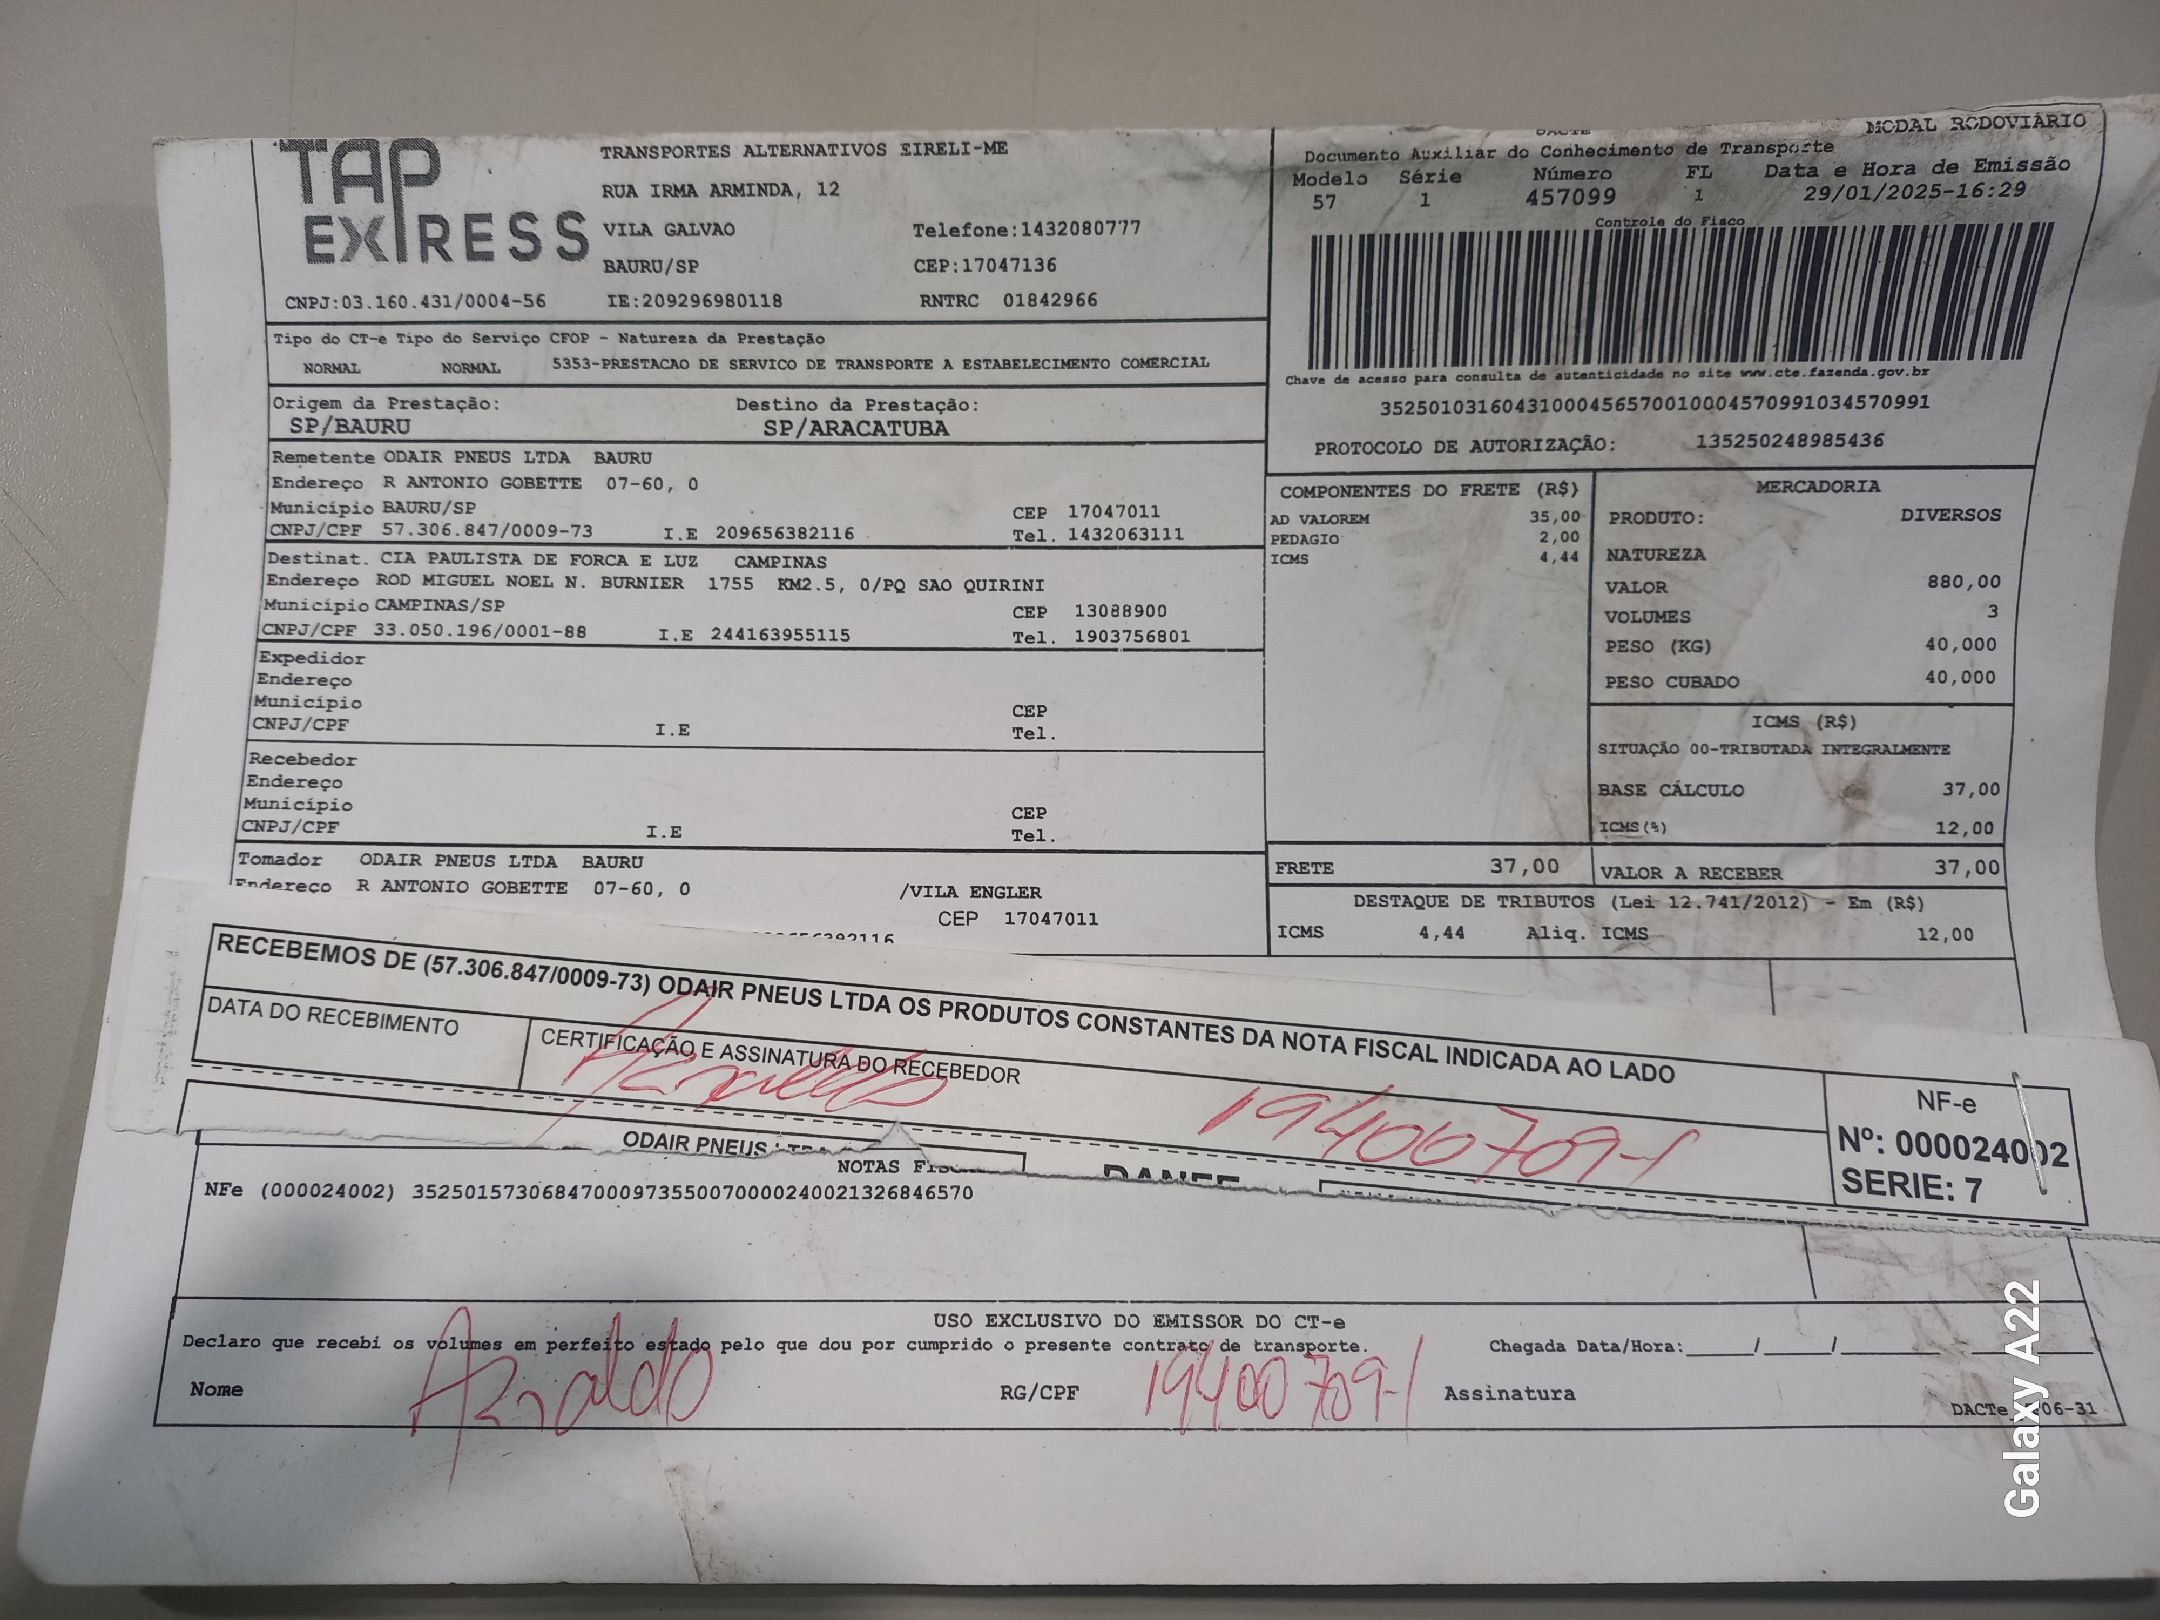 TAP EXPRESS
TRANSPORTES ALTERNATIVOS EIRELI-ME
RUA IRMA ARMINDA, 12
VILA GALVAO Telefone:1432080777
BAURU/SP CEP:17047136
CNPJ:03.160.431/0004-56 IE:209296980118 RNTRC 01842966
DACTE MODAL RODOVIÁRIO
Documento Auxiliar do Conhecimento de Transporte
Modelo Série Número FL Data e Hora de Emissão
57 1 457099 1 29/01/2025-16:29
Controle do Fisco
Chave de acesso para consulta de autenticidade no site www.cte.fazenda.gov.br
35250103160431000456570010004570991034570991
PROTOCOLO DE AUTORIZAÇÃO: 135250248985436
Tipo do CT-e Tipo do Serviço CFOP - Natureza da Prestação
NORMAL NORMAL 5353-PRESTACAO DE SERVICO DE TRANSPORTE A ESTABELECIMENTO COMERCIAL
Origem da Prestação: Destino da Prestação:
SP/BAURU SP/ARACATUBA
Remetente ODAIR PNEUS LTDA BAURU
Endereço R ANTONIO GOBETTE 07-60, 0
Município BAURU/SP CEP 17047011
CNPJ/CPF 57.306.847/0009-73 I.E 209656382116 Tel. 1432063111
Destinat. CIA PAULISTA DE FORCA E LUZ CAMPINAS
Endereço ROD MIGUEL NOEL N. BURNIER 1755 KM2.5, 0/PQ SAO QUIRINI
Município CAMPINAS/SP CEP 13088900
CNPJ/CPF 33.050.196/0001-88 I.E 244163955115 Tel. 1903756801
Expedidor
Endereço
Município CEP
CNPJ/CPF I.E Tel.
Recebedor
Endereço
Município CEP
CNPJ/CPF I.E Tel.
Tomador ODAIR PNEUS LTDA BAURU
Endereço R ANTONIO GOBETTE 07-60, 0 /VILA ENGLER
CEP 17047011
COMPONENTES DO FRETE (R$)
AD VALOREM 35,00
PEDAGIO 2,00
ICMS 4,44
MERCADORIA
PRODUTO: DIVERSOS
NATUREZA
VALOR 880,00
VOLUMES 3
PESO (KG) 40,000
PESO CUBADO 40,000
ICMS (R$)
SITUAÇÃO 00-TRIBUTADA INTEGRALMENTE
BASE CÁLCULO 37,00
ICMS(%) 12,00
FRETE 37,00 VALOR A RECEBER 37,00
DESTAQUE DE TRIBUTOS (Lei 12.741/2012) - Em (R$)
ICMS 4,44 Aliq. ICMS 12,00
RECEBEMOS DE (57.306.847/0009-73) ODAIR PNEUS LTDA OS PRODUTOS CONSTANTES DA NOTA FISCAL INDICADA AO LADO
DATA DO RECEBIMENTO CERTIFICAÇÃO E ASSINATURA DO RECEBEDOR
Arnaldo 19400709-1
NF-e
Nº: 000024002
SERIE: 7
ODAIR PNEUS LTDA
DANFE
NOTAS
NFe (000024002) 35250157306847000973550070000240021326846570
USO EXCLUSIVO DO EMISSOR DO CT-e
Declaro que recebi os volumes em perfeito estado pelo que dou por cumprido o presente contrato de transporte. Chegada Data/Hora:_____/_____/_____
Nome Arnaldo RG/CPF 19400709-1 Assinatura
DACTe 06-31
Galaxy A22